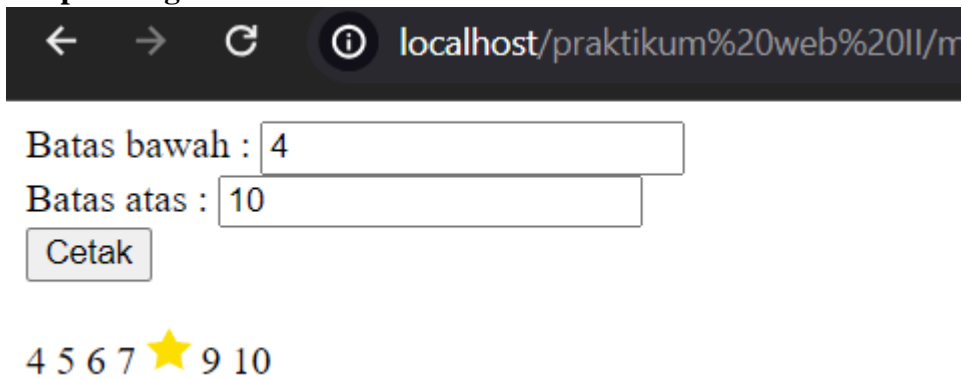 localhost/praktikum%20web%20II/m
Batas bawah : 4
Batas atas : 10
Cetak
4 5 6 7 9 10